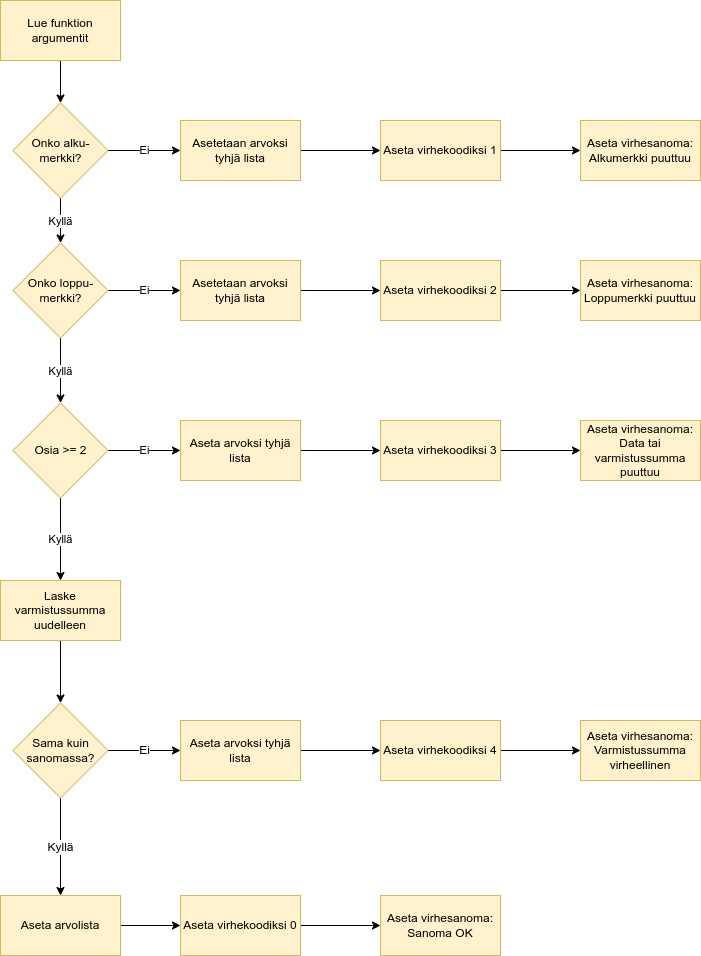 Lue funktion
argumentit
Onko alku-
merkki?
Ei
Asetetaan arvoksi
tyhjä lista
Aseta virhekoodiksi 1
Aseta virhesanoma:
Alkumerkki puuttuu
Kyllä
Onko loppu-
merkki?
Ei
Asetetaan arvoksi
tyhjä lista
Aseta virhekoodiksi 2
Aseta virhesanoma:
Loppumerkki puuttuu
Kyllä
Osia >= 2
Ei
Aseta arvoksi tyhjä
lista
Aseta virhekoodiksi 3
Aseta virhesanoma:
Data tai
varmistussumma
puuttuu
Kyllä
Laske
varmistussumma
uudelleen
Sama kuin
sanomassa?
Ei
Aseta arvoksi tyhjä
lista
Aseta virhekoodiksi 4
Aseta virhesanoma:
Varmistussumma
virheellinen
Kyllä
Aseta arvolista
Aseta virhekoodiksi 0
Aseta virhesanoma:
Sanoma OK